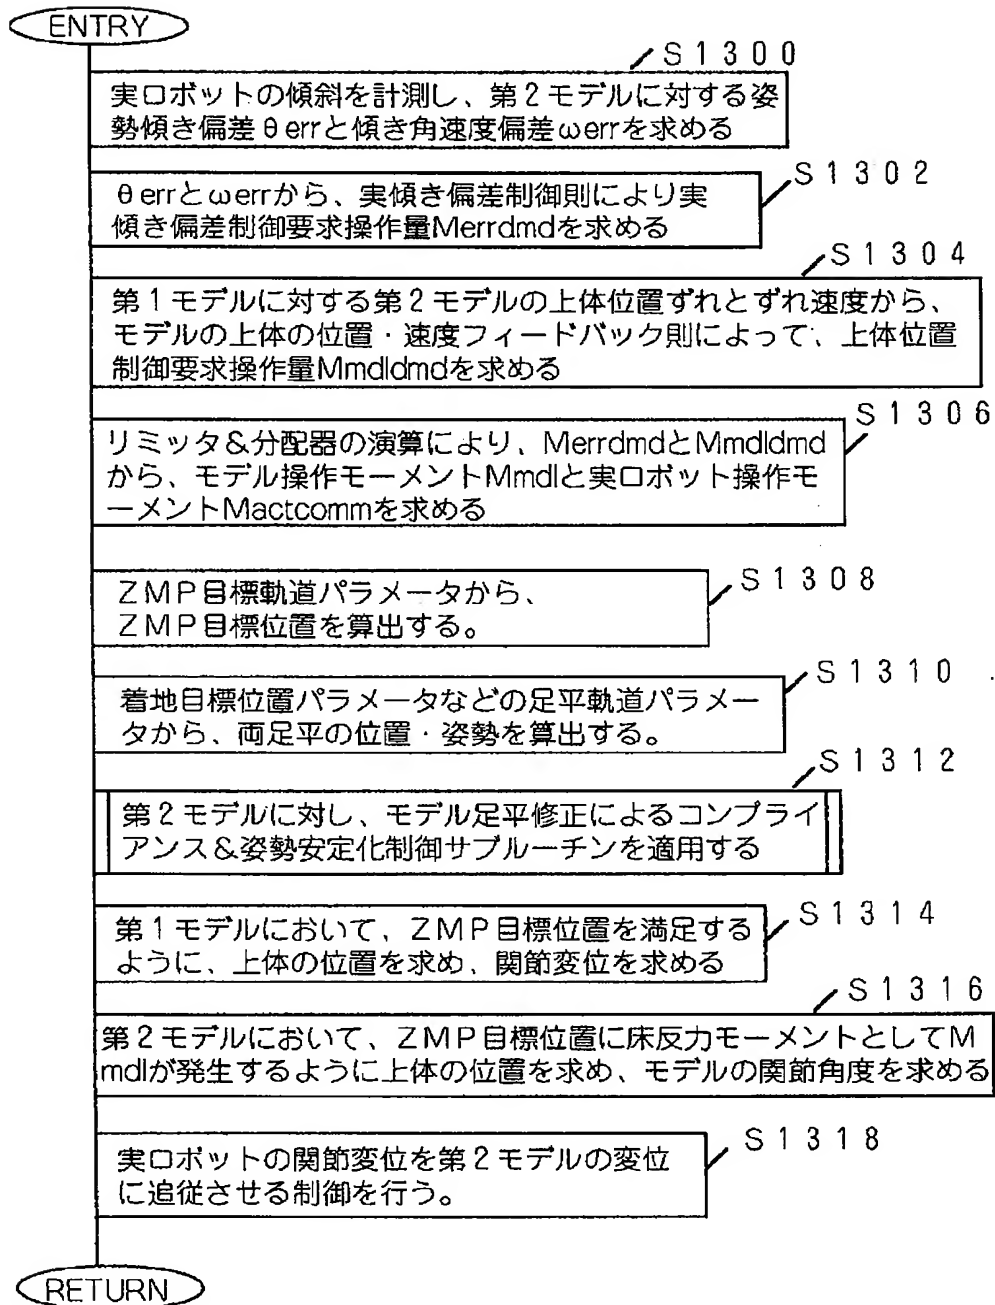 ENTRY
S1300
実ロボットの傾斜を計測し、第2モデルに対する姿
勢傾き偏差θerrと傾き角速度偏差ωerrを求める
S1302
θerrとωerrから、実傾き偏差制御則により実
傾き偏差制御要求操作量Merrdmdを求める
S1304
第1モデルに対する第2モデルの上体位置ずれとずれ速度から、
モデルの上体の位置・速度フィードバック則によって、上体位置
制御要求操作量Mmdldmdを求める
S1306
リミッタ&分配器の演算により、MerrdmdとMmdldmd
から、モデル操作モーメントMmdlと実ロボット操作モ
ーメントMactcommを求める
S1308
ZMP目標軌道パラメータから、
ZMP目標位置を算出する。
S1310
着地目標位置パラメータなどの足平軌道パラメー
タから、両足平の位置・姿勢を算出する。
S1312
第2モデルに対し、モデル足平修正によるコンプライ
アンス&姿勢安定化制御サブルーチンを適用する
S1314
第1モデルにおいて、ZMP目標位置を満足する
ように、上体の位置を求め、関節変位を求める
S1316
第2モデルにおいて、ZMP目標位置に床反力モーメントとしてM
mdlが発生するように上体の位置を求め、モデルの関節角度を求める
S1318
実ロボットの関節変位を第2モデルの変位
に追従させる制御を行う。
RETURN